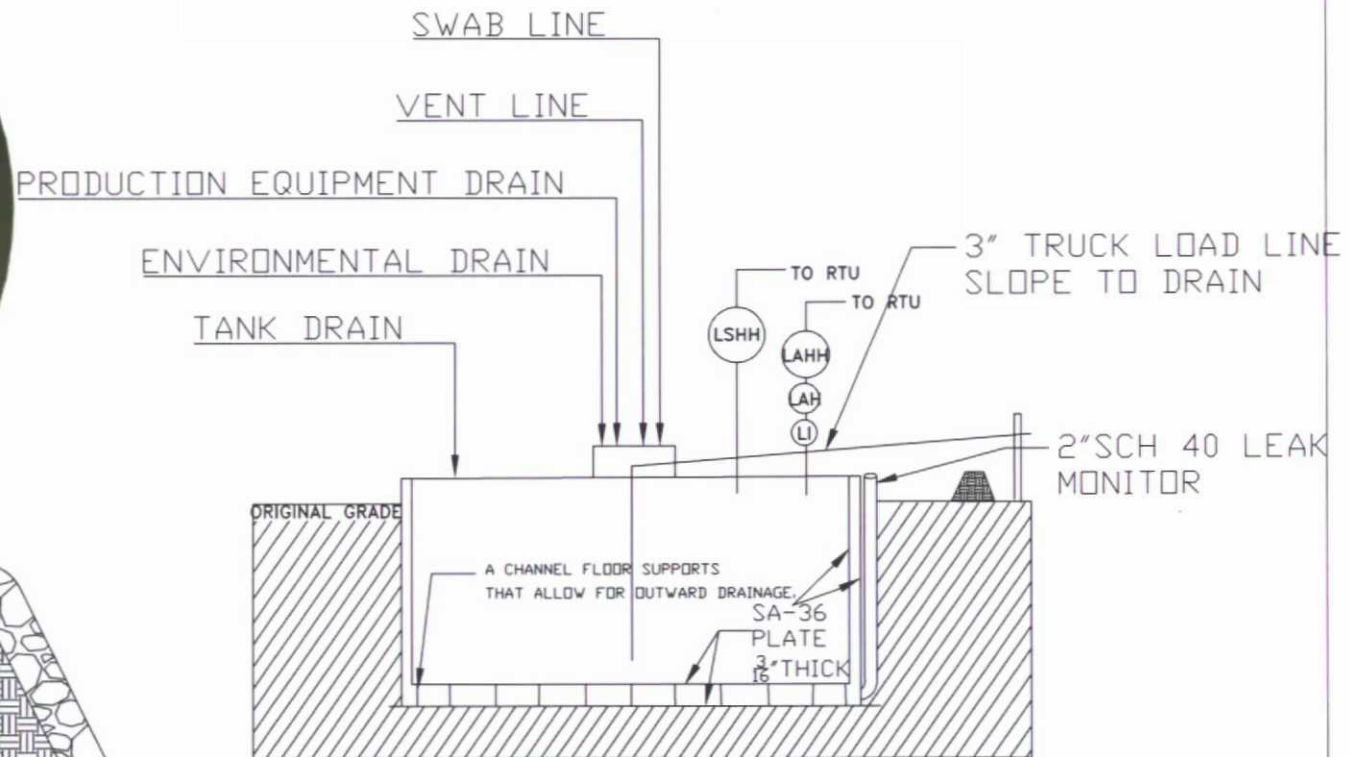 SWAB LINE
VENT LINE
PRODUCTION EQUIPMENT DRAIN
ENVIRONMENTAL DRAIN
TANK DRAIN
3" TRUCK LOAD LINE
SLOPE TO DRAIN
TO RTU
TO RTU
LSHH
LAHH
LAH
LI
2"SCH 40 LEAK
MONITOR
ORIGINAL GRADE
A CHANNEL FLOOR SUPPORTS
THAT ALLOW FOR OUTWARD DRAINAGE.
SA-36
PLATE
3/16"THICK